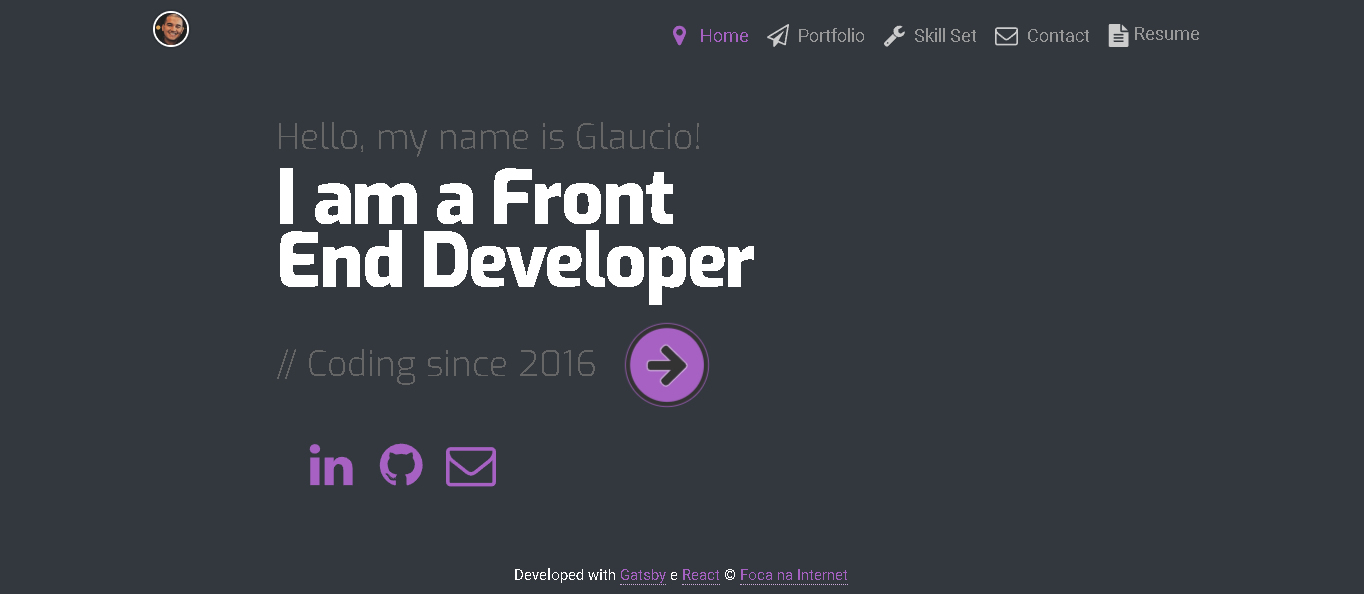 Home Portfolio Skill Set Contact Resume
Hello, my name is Glaucio!
I am a Front
End Developer
// Coding since 2016
in
Developed with Gatsby e React © Foca na Internet